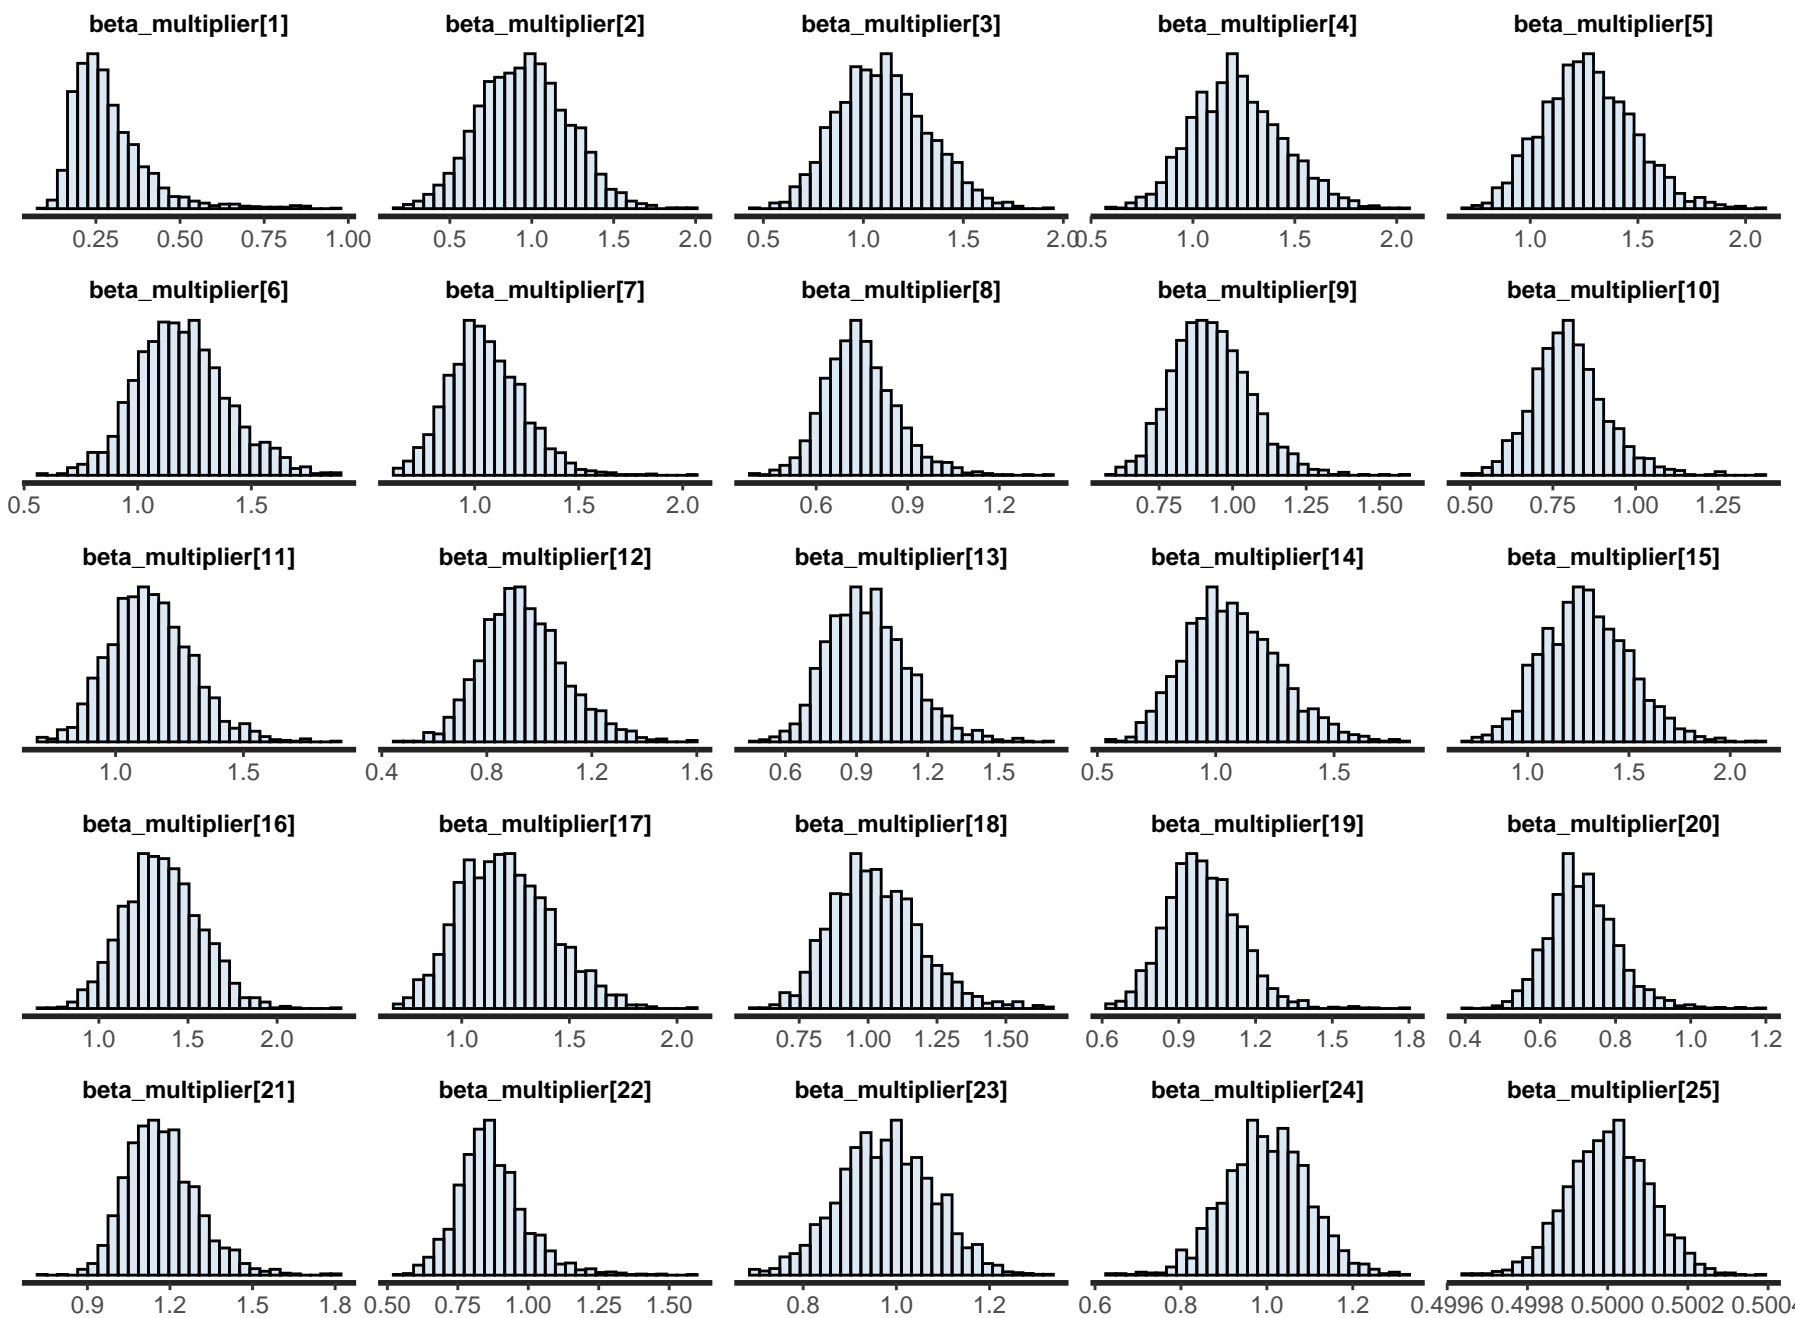 beta_multiplier[1] beta_multiplier[2] beta_multiplier[3] beta_multiplier[4] beta_multiplier[5]
0.25 0.50 0.75 1.00 0.5 1.0 1.5 2.0 0.5 1.0 1.5 2.0 0.5 1.0 1.5 2.0 1.0 1.5 2.0
beta_multiplier[6] beta_multiplier[7] beta_multiplier[8] beta_multiplier[9] beta_multiplier[10]
0.5 1.0 1.5 1.0 1.5 2.0 0.6 0.9 1.2 0.75 1.00 1.25 1.50 0.50 0.75 1.00 1.25
beta_multiplier[11] beta_multiplier[12] beta_multiplier[13] beta_multiplier[14] beta_multiplier[15]
1.0 1.5 0.4 0.8 1.2 1.6 0.6 0.9 1.2 1.5 0.5 1.0 1.5 1.0 1.5 2.0
beta_multiplier[16] beta_multiplier[17] beta_multiplier[18] beta_multiplier[19] beta_multiplier[20]
1.0 1.5 2.0 1.0 1.5 2.0 0.75 1.00 1.25 1.50 0.6 0.9 1.2 1.5 1.8 0.4 0.6 0.8 1.0 1.2
beta_multiplier[21] beta_multiplier[22] beta_multiplier[23] beta_multiplier[24] beta_multiplier[25]
0.9 1.2 1.5 1.8 0.50 0.75 1.00 1.25 1.50 0.8 1.0 1.2 0.6 0.8 1.0 1.2 0.4996 0.4998 0.5000 0.5002 0.5004